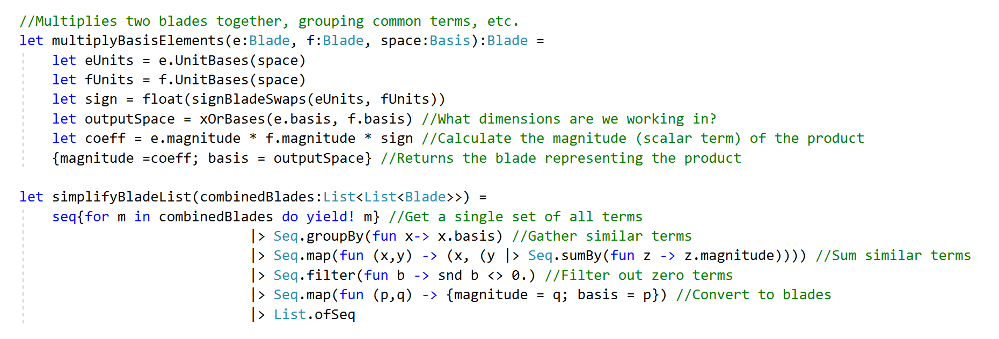 //Multiplies two blades together, grouping common terms, etc.
let multiplyBasisElements(e:Blade, f:Blade, space:Basis):Blade =
    let eUnits = e.UnitBases(space)
    let fUnits = f.UnitBases(space)
    let sign = float(signBladeSwaps(eUnits, fUnits))
    let outputSpace = xOrBases(e.basis, f.basis) //What dimensions are we working in?
    let coeff = e.magnitude * f.magnitude * sign //Calculate the magnitude (scalar term) of the product
    {magnitude =coeff; basis = outputSpace} //Returns the blade representing the product

let simplifyBladeList(combinedBlades:List<List<Blade>>) =
    seq{for m in combinedBlades do yield! m} //Get a single set of all terms
                            |> Seq.groupBy(fun x-> x.basis) //Gather similar terms
                            |> Seq.map(fun (x,y) -> (x, (y |> Seq.sumBy(fun z -> z.magnitude)))) //Sum similar terms
                            |> Seq.filter(fun b -> snd b <> 0.) //Filter out zero terms
                            |> Seq.map(fun (p,q) -> {magnitude = q; basis = p}) //Convert to blades
                            |> List.ofSeq